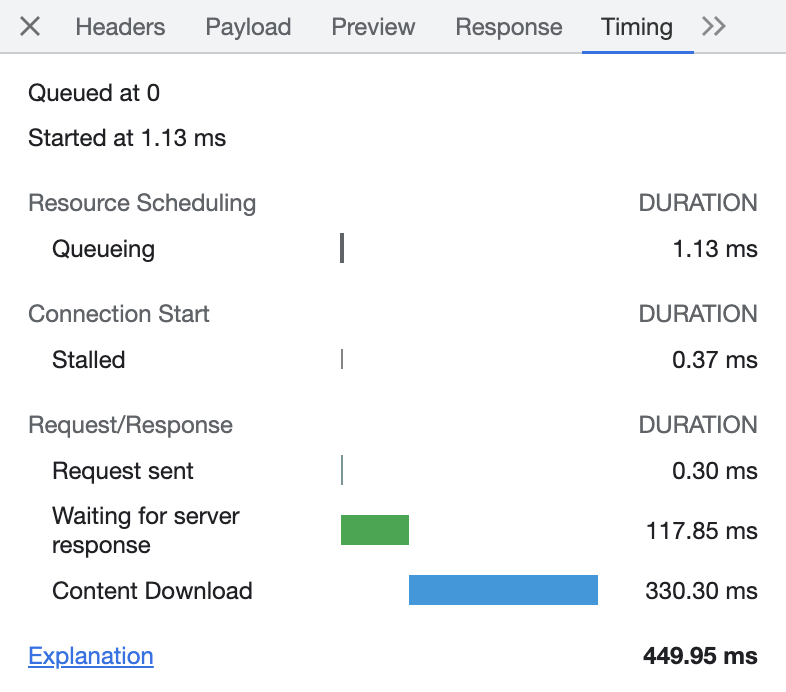 Headers Payload Preview Response Timing
Queued at 0
Started at 1.13 ms
Resource Scheduling DURATION
Queueing 1.13 ms
Connection Start DURATION
Stalled 0.37 ms
Request/Response DURATION
Request sent 0.30 ms
Waiting for server
response 117.85 ms
Content Download 330.30 ms
Explanation 449.95 ms